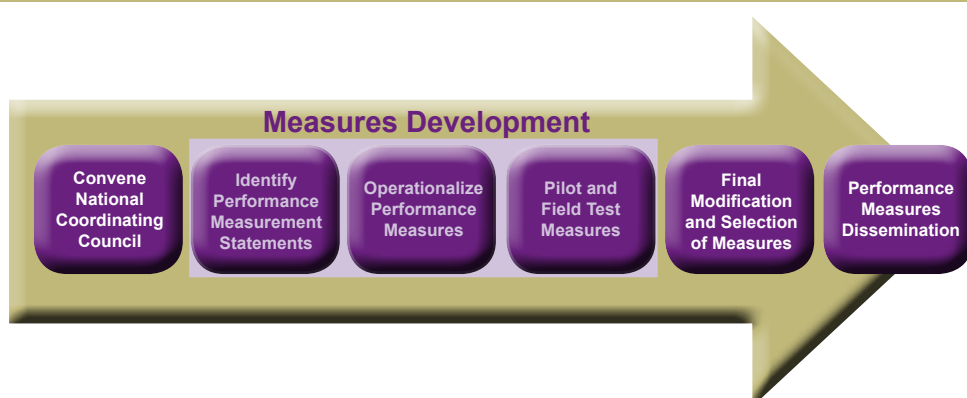 Measures Development
Convene
National
Coordinating
Council
Identify
Performance
Measurement
Statements
Operationalize
Performance
Measures
Pilot and
Field Test
Measures
Final
Modification
and Selection
of Measures
Performance
Measures
Dissemination